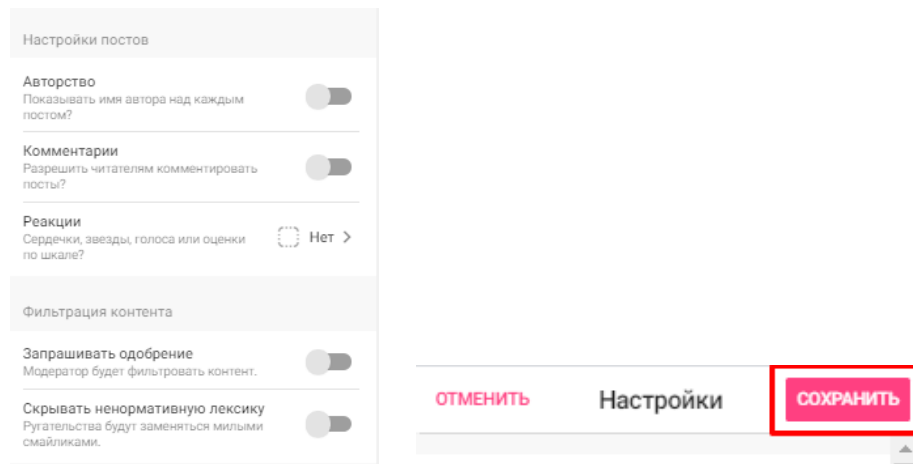 Настройки постов
Авторство
Показывать имя автора над каждым
постом?
Комментарии
Разрешить читателям комментировать
посты?
Реакции
Сердечки, звезды, голоса или оценки
по шкале?
Нет
Фильтрация контента
Запрашивать одобрение
Модератор будет фильтровать контент.
Скрывать ненормативную лексику
Ругательства будут заменяться милыми
смайликами.
ОТМЕНИТЬ Настройки СОХРАНИТЬ